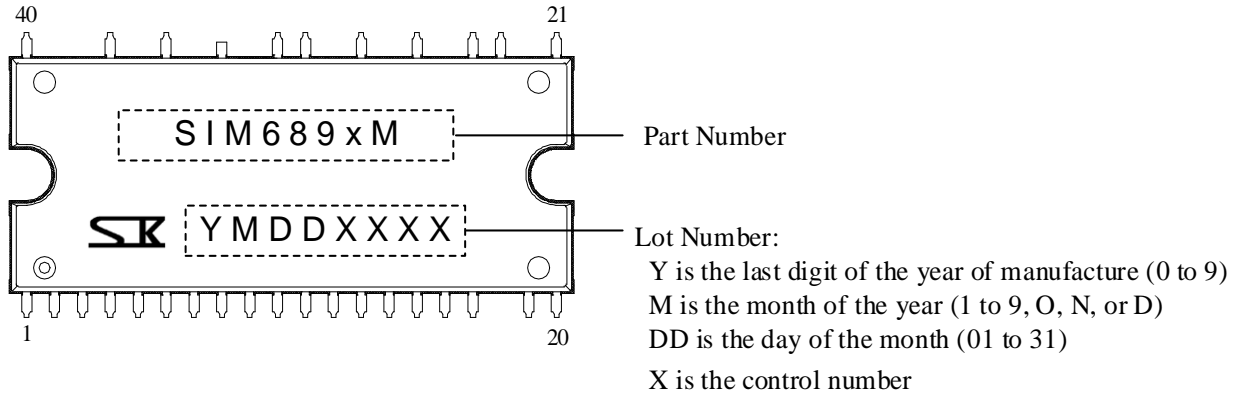 40 21
SIM689xM
Part Number
SK YMDDXXXX
Lot Number:
Y is the last digit of the year of manufacture (0 to 9)
M is the month of the year (1 to 9, O, N, or D)
DD is the day of the month (01 to 31)
X is the control number
1 20